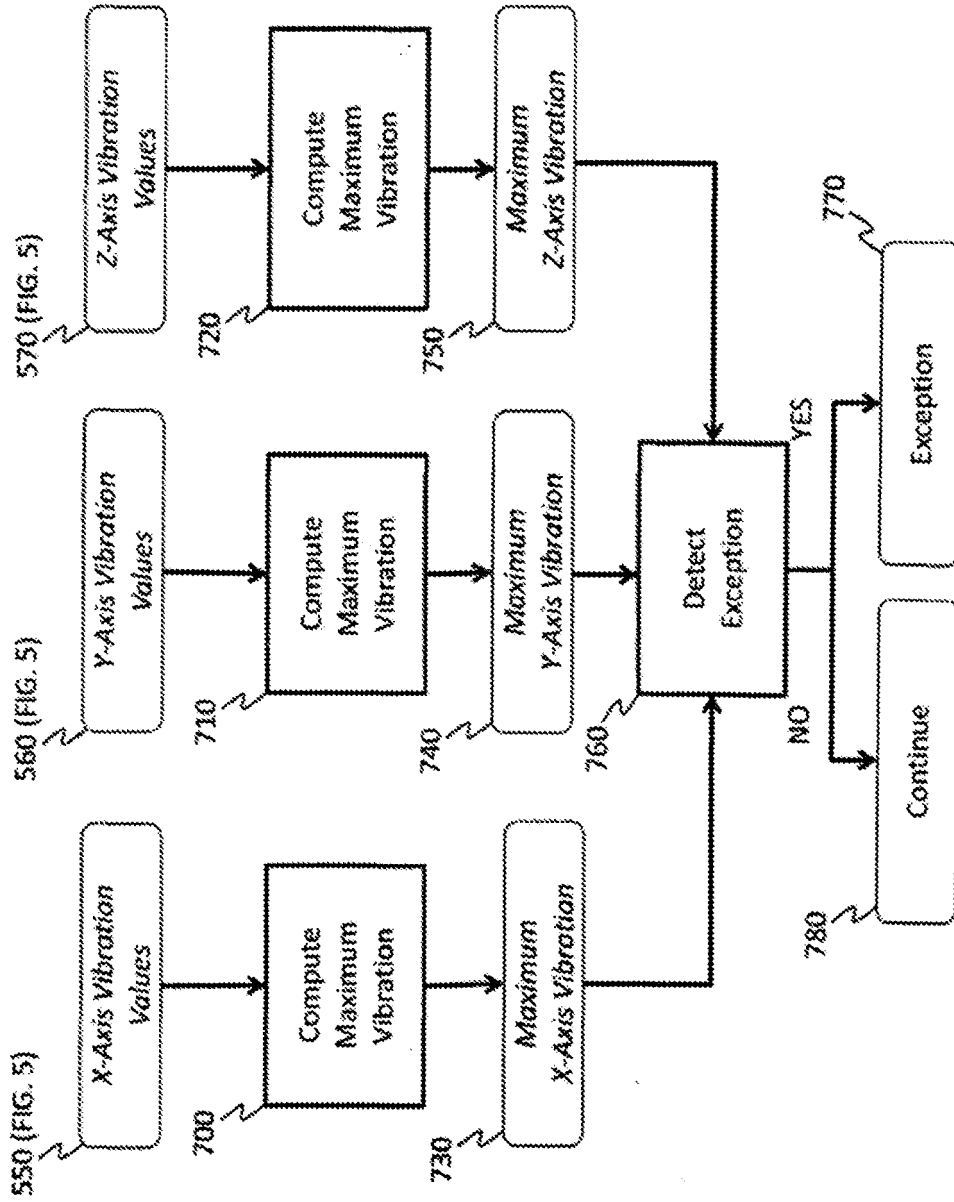 550 (FIG. 5)
X-Axis Vibration
Values
560 (FIG. 5)
Y-Axis Vibration
Values
570 (FIG. 5)
Z-Axis Vibration
Values
700
Compute
Maximum
Vibration
710
Compute
Maximum
Vibration
720
Compute
Maximum
Vibration
730
Maximum
X-Axis Vibration
740
Maximum
Y-Axis Vibration
750
Maximum
Z-Axis Vibration
760
Detect
Exception
NO
YES
780
Continue
770
Exception